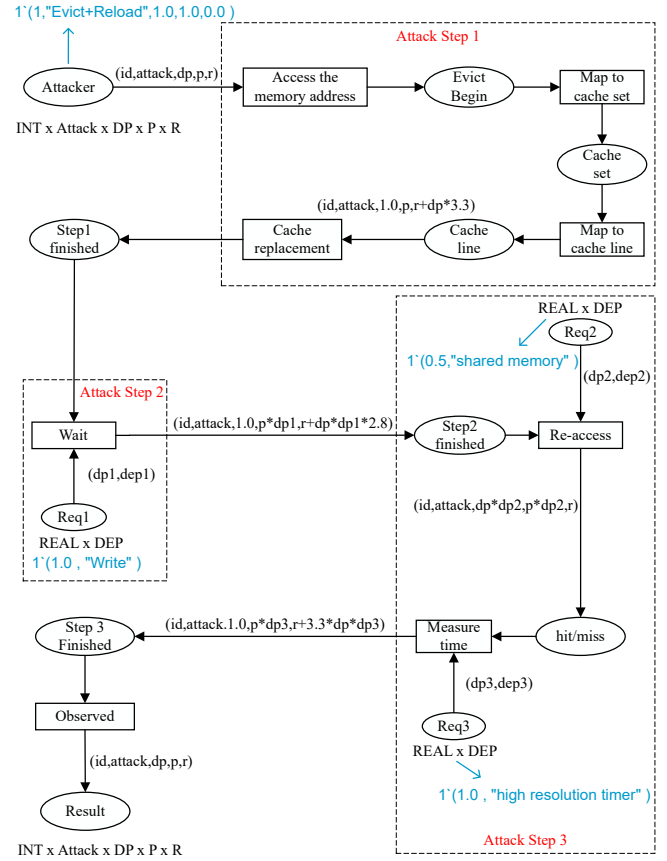 1`(1,"Evict+Reload",1.0,1.0,0.0 )
Attack Step 1
(id,attack,dp,p,r)
Attacker
Access the
memory address
Evict
Begin
Map to
cache set
INT x Attack x DP x P x R
Cache
set
(id,attack,1.0,p,r+dp*3.3)
Step1
finished
Cache
replacement
Cache
line
Map to
cache line
REAL x DEP
Req2
1`(0.5,"shared memory" )
(dp2,dep2)
Attack Step 2
(id,attack,1.0,p*dp1,r+dp*dp1*2.8)
Wait
Step2
finished
Re-access
(dp1,dep1)
(id,attack,dp*dp2,p*dp2,r)
Req1
REAL x DEP
1`(1.0 , "Write" )
Step 3
Finished
(id,attack.1.0,p*dp3,r+3.3*dp*dp3)
Measure
time
hit/miss
(dp3,dep3)
Observed
Req3
REAL x DEP
(id,attack,dp,p,r)
1`(1.0 , "high resolution timer" )
Result
Attack Step 3
INT x Attack x DP x P x R